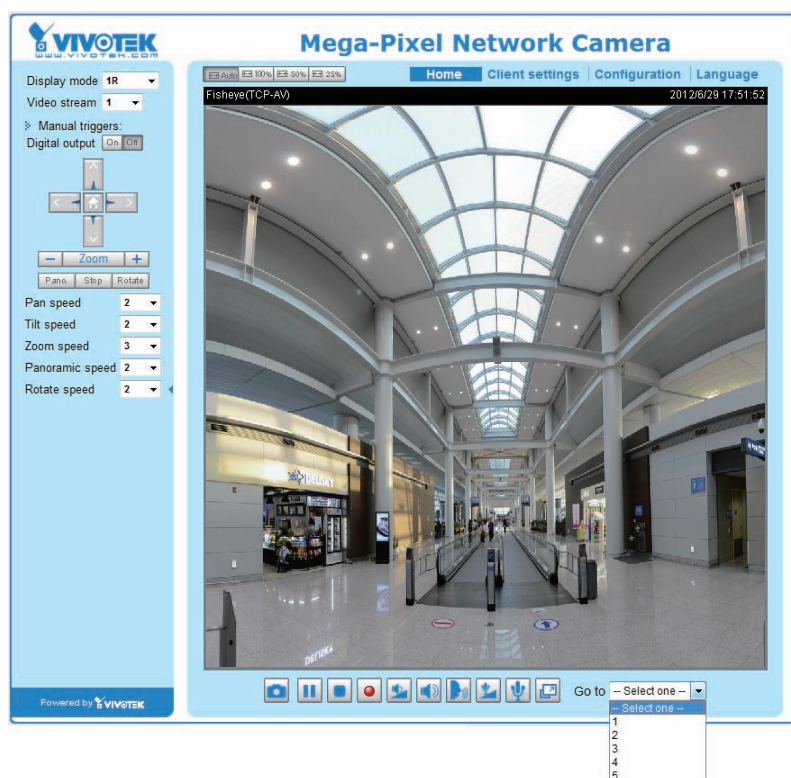 VIVOTEK
www.vivotek.com
Mega-Pixel Network Camera
Auto 100% 50% 25%
Home Client settings Configuration Language
Display mode 1R
Video stream 1
Manual triggers:
Digital output On Off
Zoom
Pano. Stop Rotate
Pan speed 2
Tilt speed 2
Zoom speed 3
Panoramic speed 2
Rotate speed 2
Fisheye(TCP-AV) 2012/6/29 17:51:52
DELISKY
Powered by VIVOTEK
Go to -- Select one --
-- Select one --
1
2
3
4
5